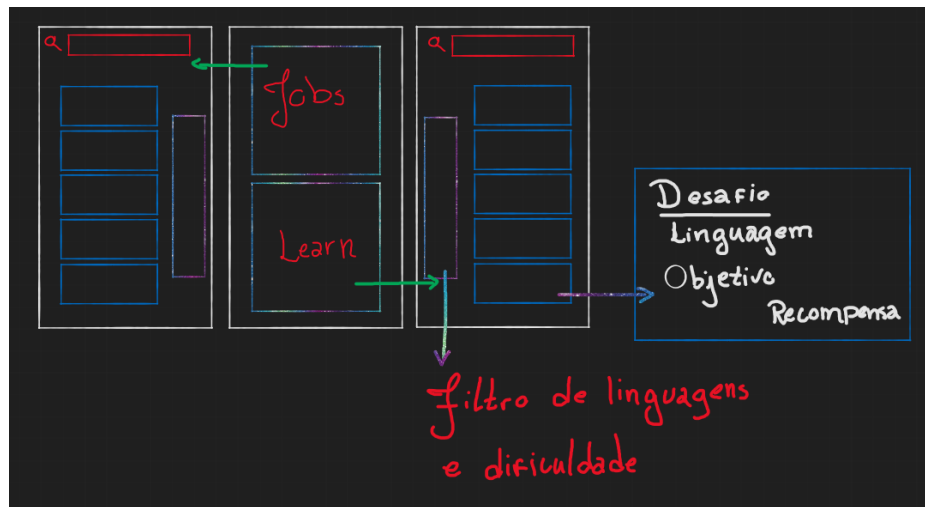 Jobs
Learn
Desafio
Linguagem
Objetivo
Recompensa
filtro de linguagens
e dificuldade